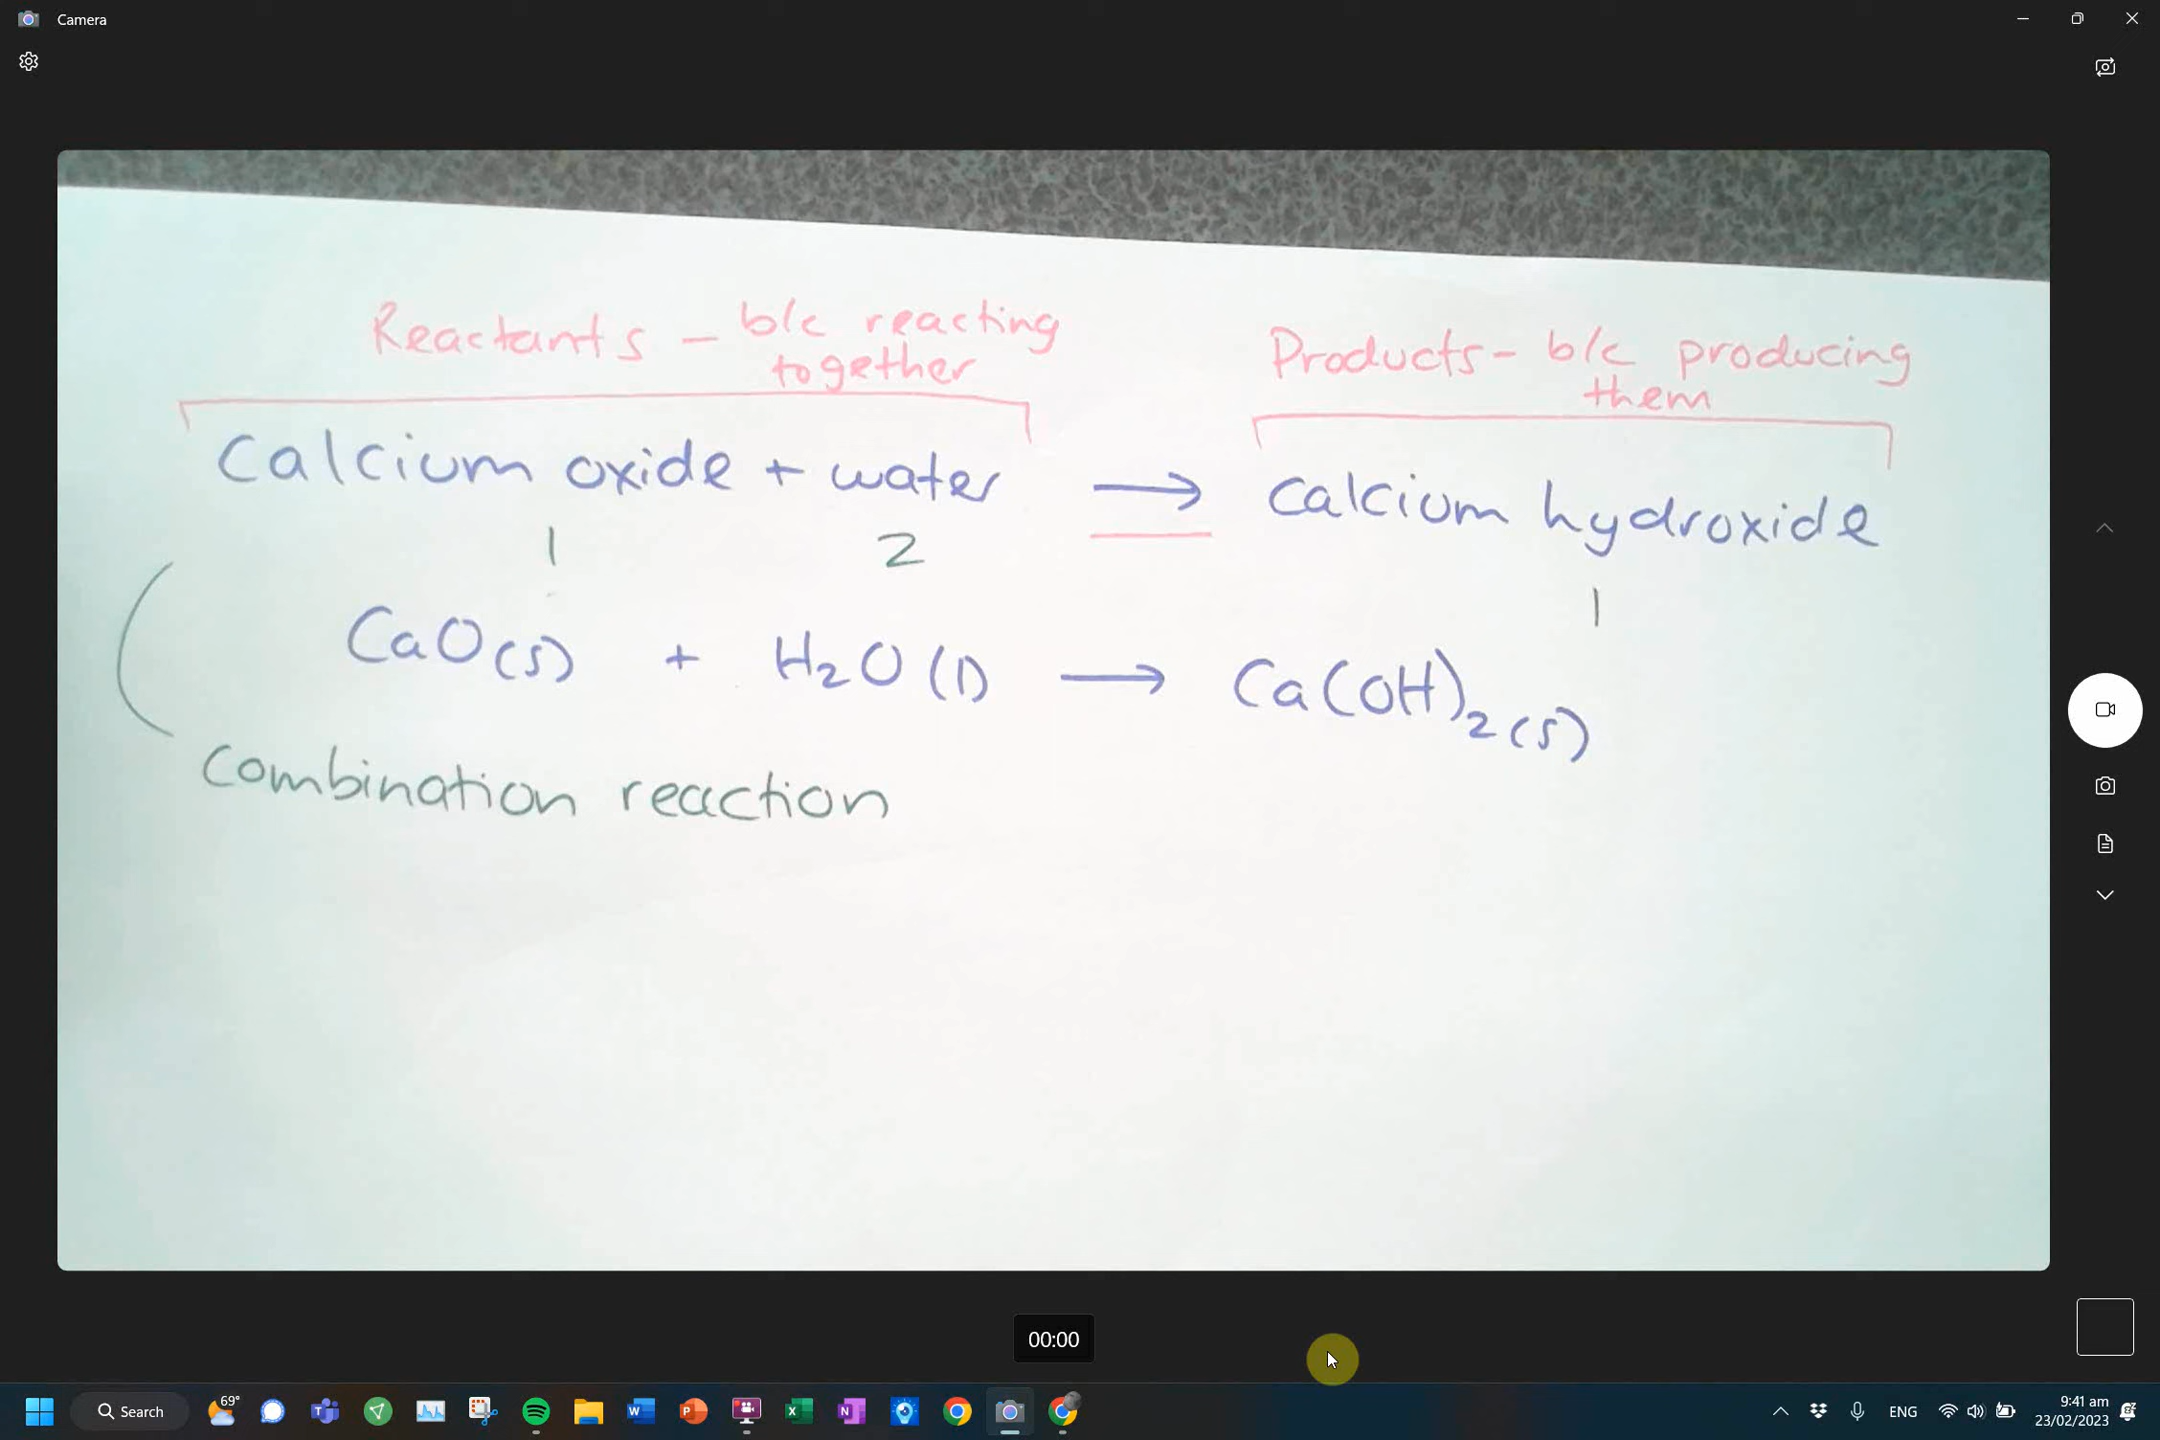 Camera
Reactants - b/c reacting together
Products - b/c producing them
Calcium oxide + water → Calcium hydroxide
1 2 1
CaO(s) + H₂O(l) → Ca(OH)₂(s)
Combination reaction
00:00
69°
Search
ENG
9:41 am
23/02/2023